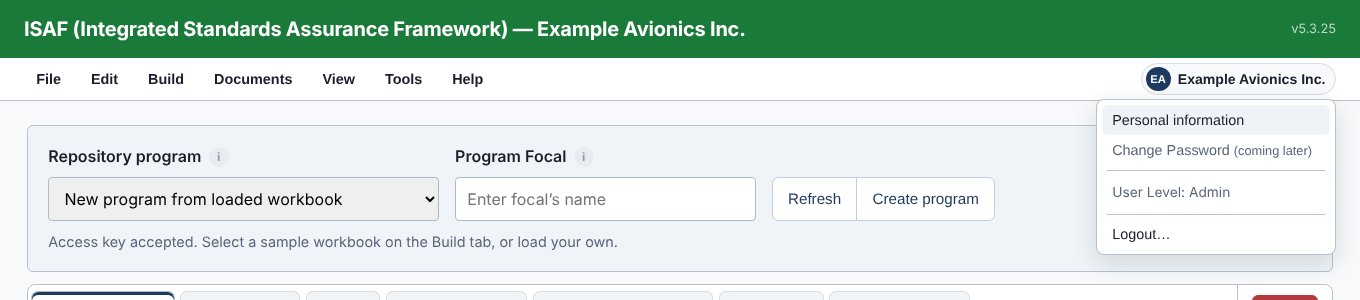 ISAF (Integrated Standards Assurance Framework) — Example Avionics Inc.
v5.3.25
File Edit Build Documents View Tools Help
EA Example Avionics Inc.
Personal information
Change Password (coming later)
User Level: Admin
Logout…
Repository program i
Program Focal i
New program from loaded workbook
Enter focal’s name
Refresh
Create program
Access key accepted. Select a sample workbook on the Build tab, or load your own.